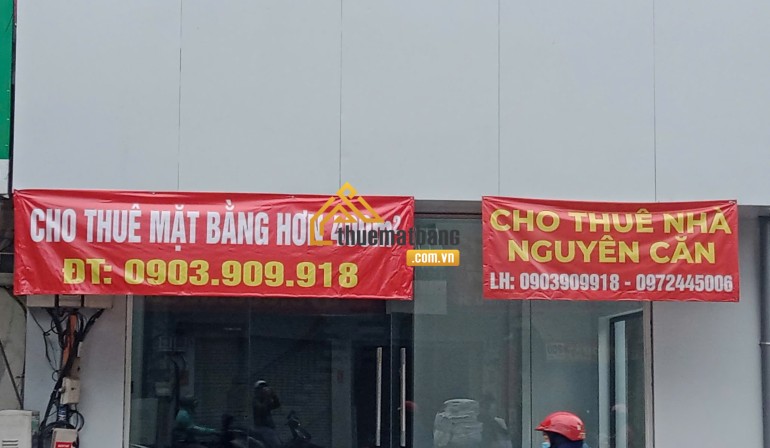 CHO THUÊ MẶT BẰNG HƠN
ĐT: 0903.909.918
thuematbang
.com.vn
CHO THUÊ NHÀ
NGUYÊN CĂN
LH: 0903909918 - 0972445006